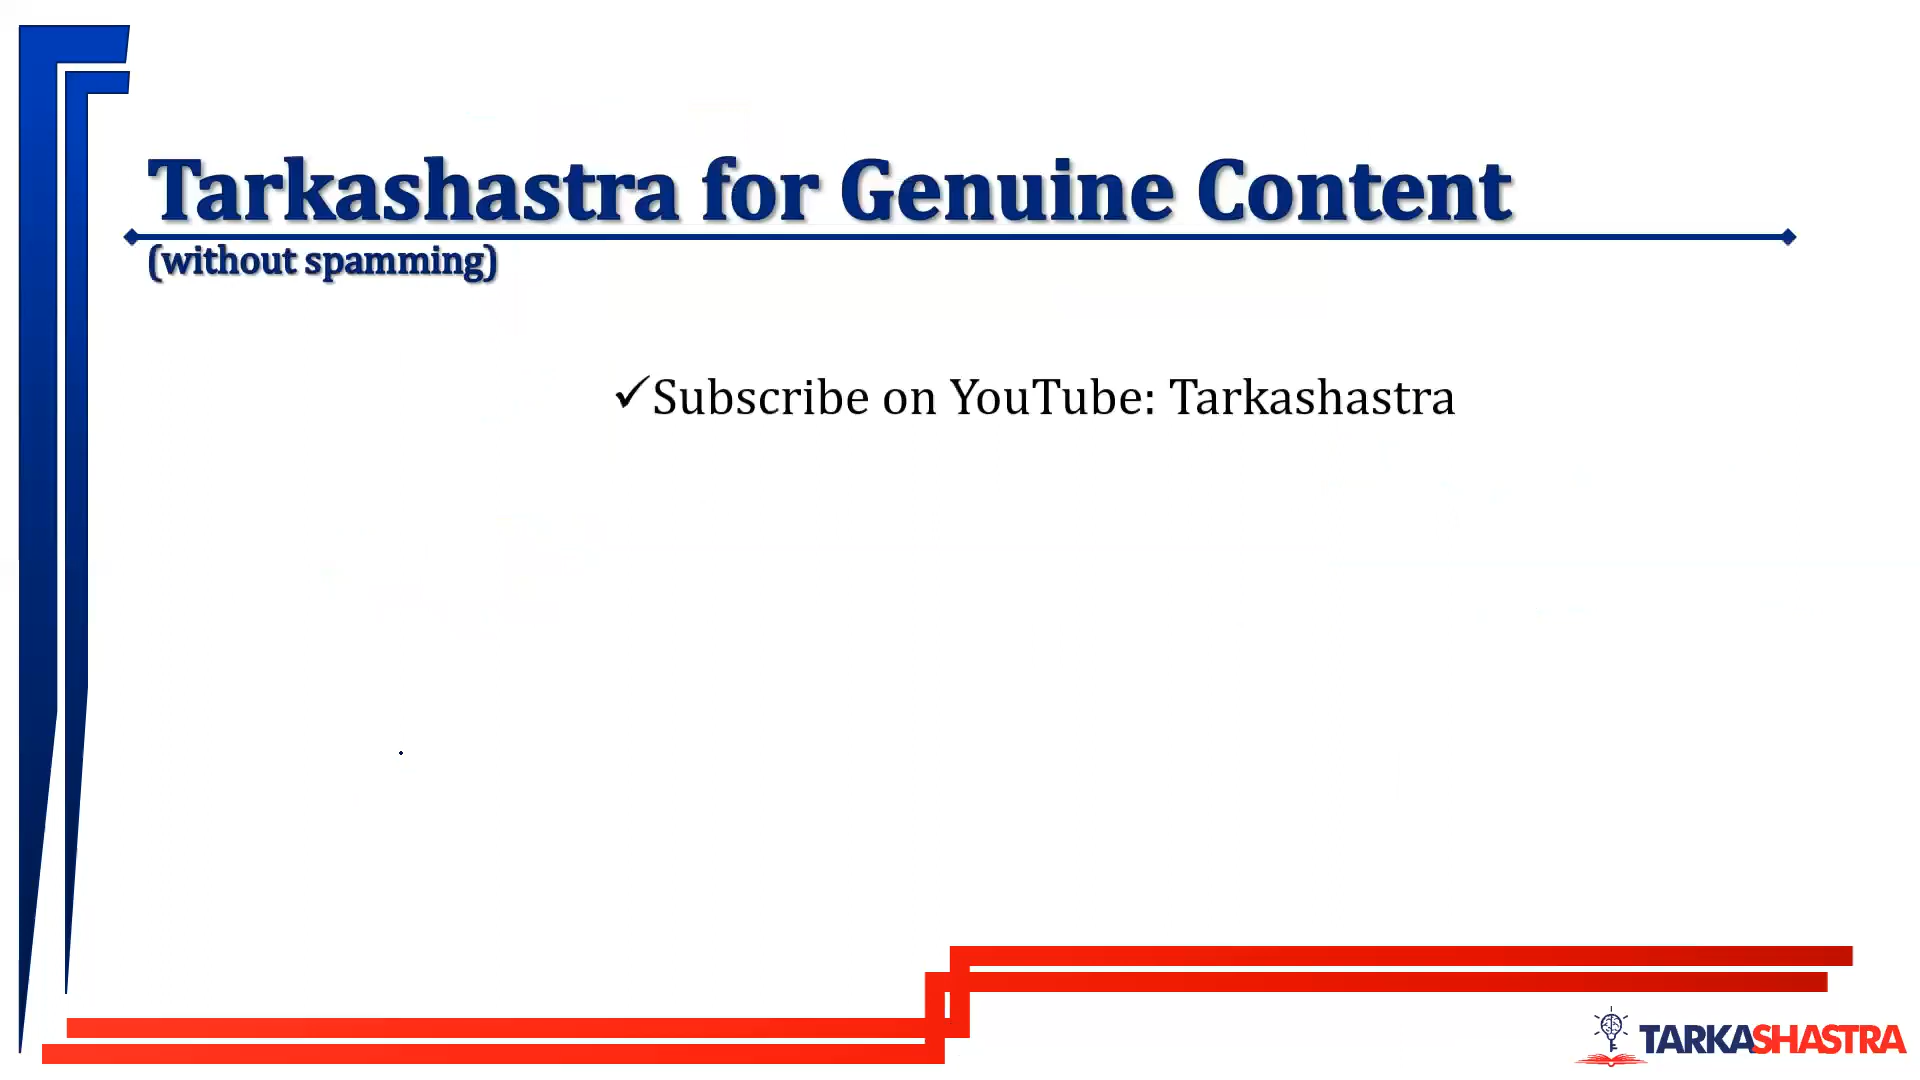 Tarkashastra for Genuine Content
(without spamming)
✓Subscribe on YouTube: Tarkashastra
TARKASHASTRA